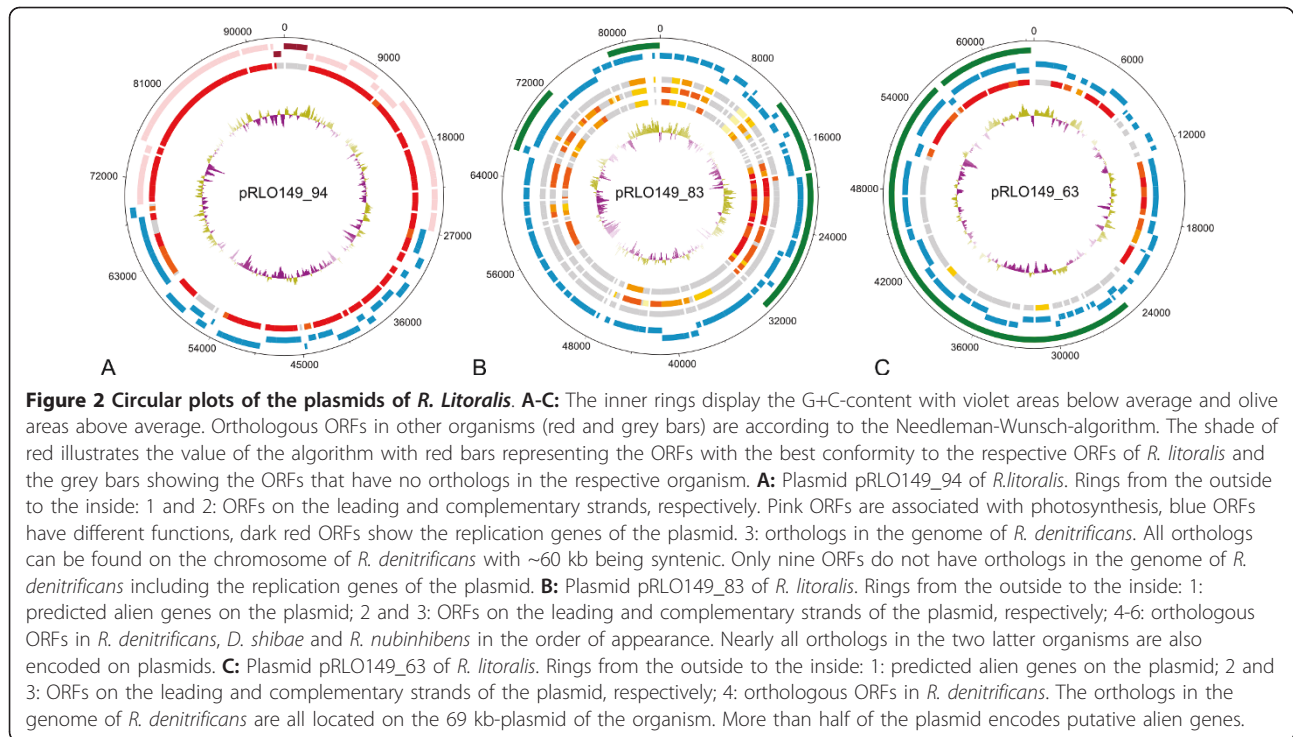 0
9000
18000
27000
36000
45000
54000
63000
72000
81000
90000
pRLO149_94
A
0
8000
16000
24000
32000
40000
48000
56000
64000
72000
80000
pRLO149_83
B
0
6000
12000
18000
24000
30000
36000
42000
48000
54000
60000
pRLO149_63
C
Figure 2 Circular plots of the plasmids of R. Litoralis. A-C: The inner rings display the G+C-content with violet areas below average and olive
areas above average. Orthologous ORFs in other organisms (red and grey bars) are according to the Needleman-Wunsch-algorithm. The shade of
red illustrates the value of the algorithm with red bars representing the ORFs with the best conformity to the respective ORFs of R. litoralis and
the grey bars showing the ORFs that have no orthologs in the respective organism. A: Plasmid pRLO149_94 of R.litoralis. Rings from the outside
to the inside: 1 and 2: ORFs on the leading and complementary strands, respectively. Pink ORFs are associated with photosynthesis, blue ORFs
have different functions, dark red ORFs show the replication genes of the plasmid. 3: orthologs in the genome of R. denitrificans. All orthologs
can be found on the chromosome of R. denitrificans with ~60 kb being syntenic. Only nine ORFs do not have orthologs in the genome of R.
denitrificans including the replication genes of the plasmid. B: Plasmid pRLO149_83 of R. litoralis. Rings from the outside to the inside: 1:
predicted alien genes on the plasmid; 2 and 3: ORFs on the leading and complementary strands of the plasmid, respectively; 4-6: orthologous
ORFs in R. denitrificans, D. shibae and R. nubinhibens in the order of appearance. Nearly all orthologs in the two latter organisms are also
encoded on plasmids. C: Plasmid pRLO149_63 of R. litoralis. Rings from the outside to the inside: 1: predicted alien genes on the plasmid; 2 and
3: ORFs on the leading and complementary strands of the plasmid, respectively; 4: orthologous ORFs in R. denitrificans. The orthologs in the
genome of R. denitrificans are all located on the 69 kb-plasmid of the organism. More than half of the plasmid encodes putative alien genes.